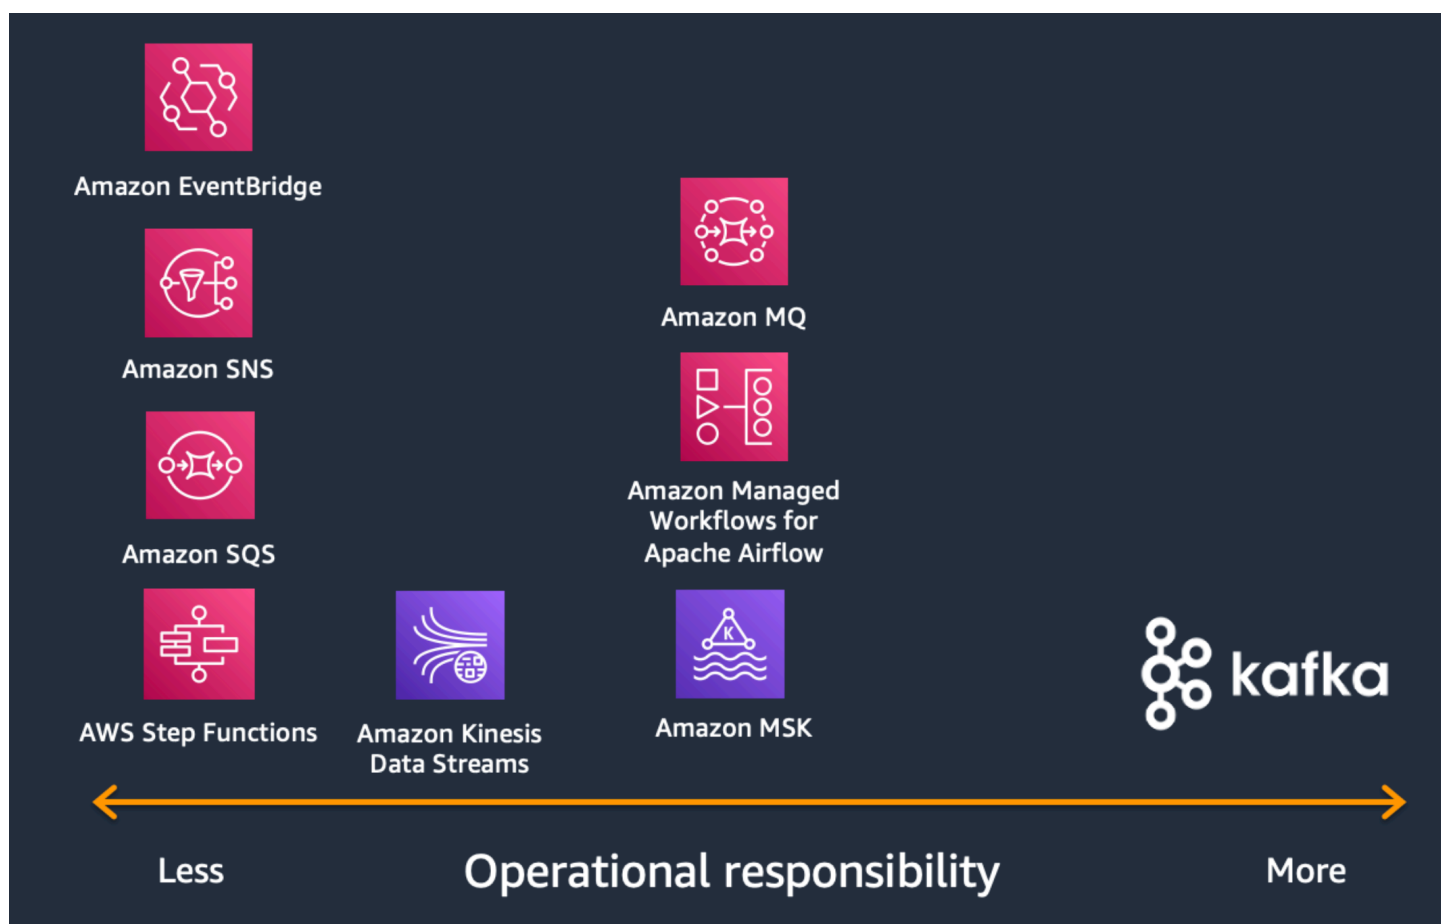 Amazon EventBridge
Amazon SNS
Amazon SQS
AWS Step Functions
Amazon Kinesis
Data Streams
Amazon MQ
Amazon Managed
Workflows for
Apache Airflow
K
Amazon MSK
kafka
Less
Operational responsibility
More